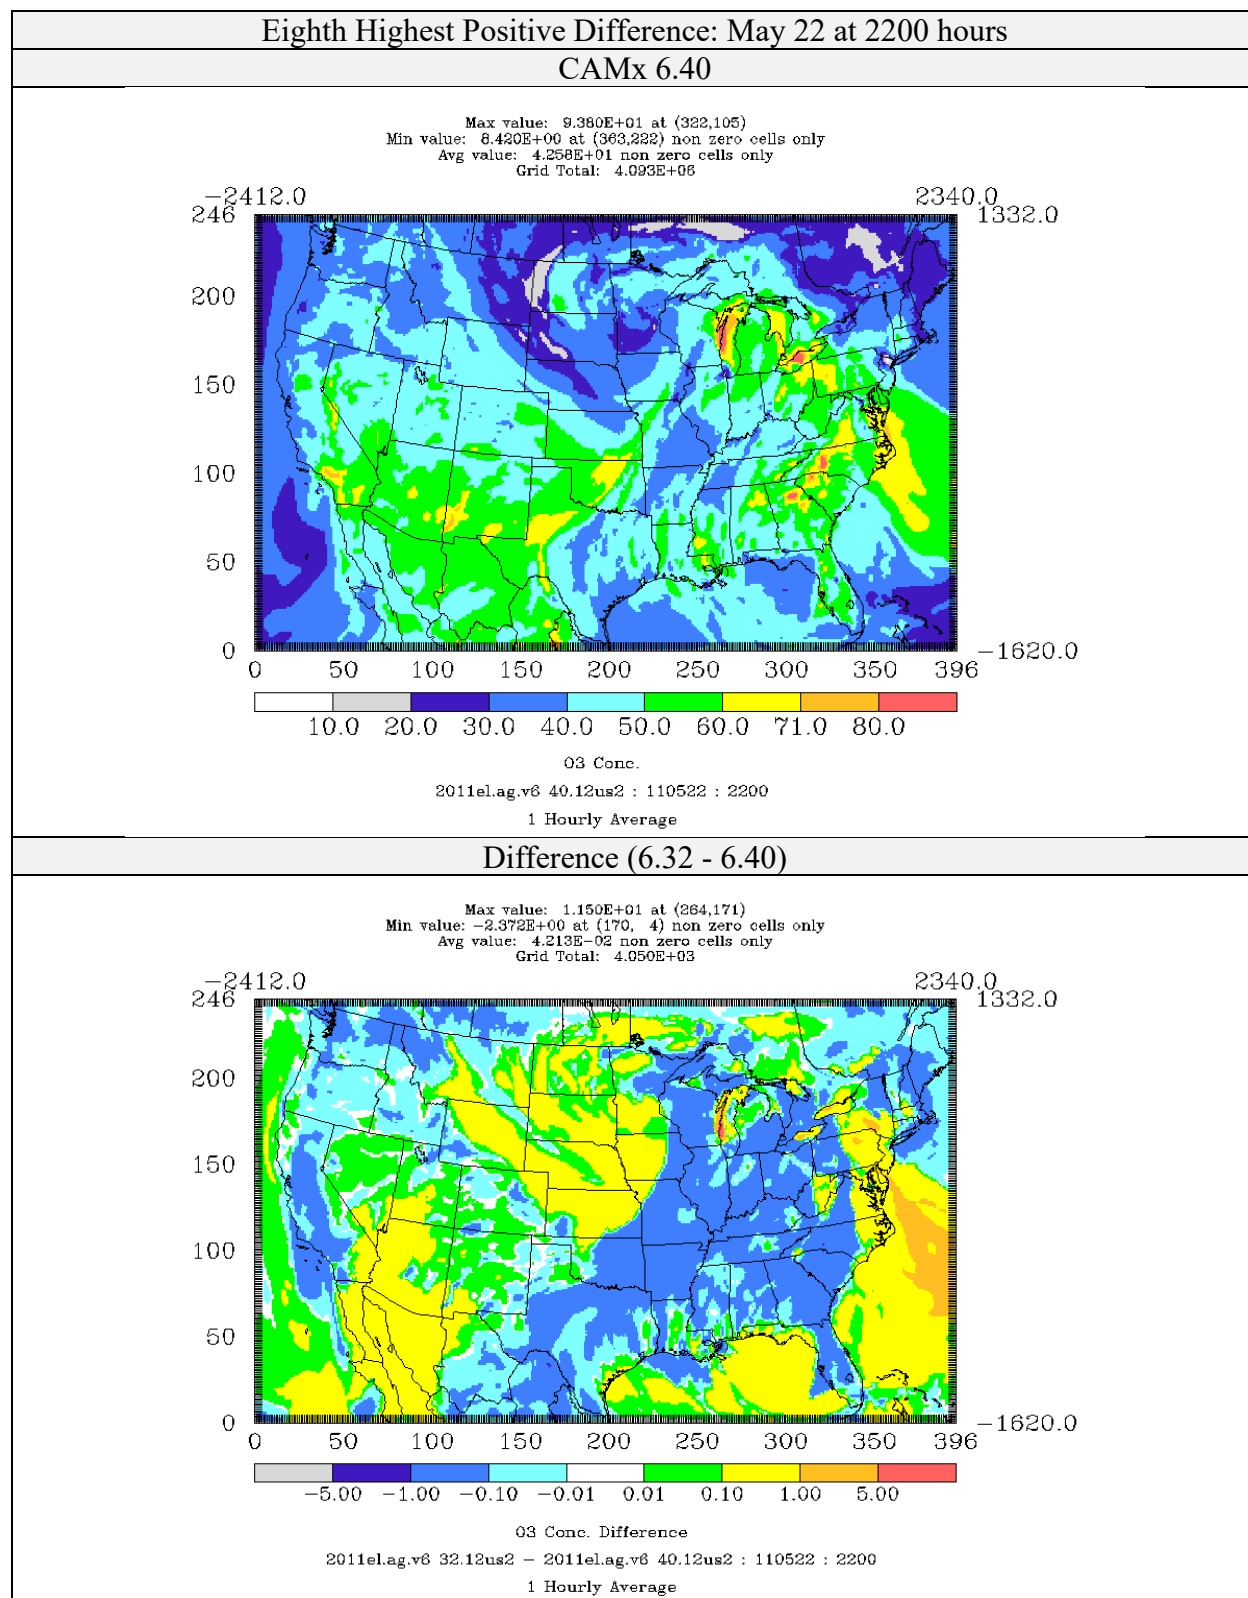 Eighth Highest Positive Difference: May 22 at 2200 hours
CAMx 6.40
Max value: 9.380E+01 at (322,105)
Min value: 8.420E+00 at (363,222) non zero cells only
Avg value: 4.258E+01 non zero cells only
Grid Total: 4.093E+06
−2412.0 2340.0
246 1332.0
200
150
100
50
0 −1620.0
0 50 100 150 200 250 300 350 396
10.0 20.0 30.0 40.0 50.0 60.0 71.0 80.0
O3 Conc.
2011el.ag.v6 40.12us2 : 110522 : 2200
1 Hourly Average
Difference (6.32 - 6.40)
Max value: 1.150E+01 at (264,171)
Min value: −2.372E+00 at (170, 4) non zero cells only
Avg value: 4.213E−02 non zero cells only
Grid Total: 4.050E+03
−2412.0 2340.0
246 1332.0
200
150
100
50
0 −1620.0
0 50 100 150 200 250 300 350 396
−5.00 −1.00 −0.10 −0.01 0.01 0.10 1.00 5.00
O3 Conc. Difference
2011el.ag.v6 32.12us2 − 2011el.ag.v6 40.12us2 : 110522 : 2200
1 Hourly Average